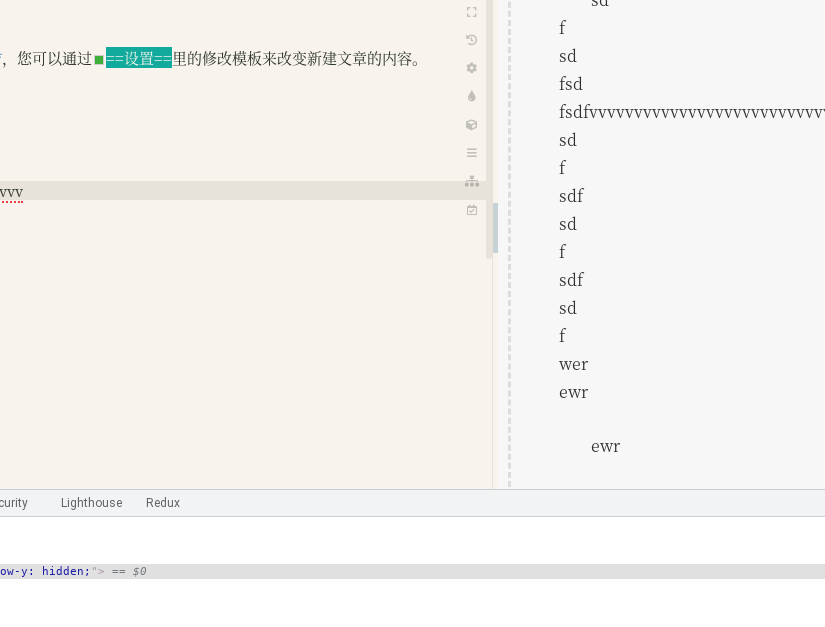 ，您可以通过==设置==里的修改模板来改变新建文章的内容。
vvv
sd
f
sd
fsd
sd
f
sdf
sd
f
sdf
sd
f
wer
ewr
ewr
curity Lighthouse Redux
ow-y: hidden;"> == $0